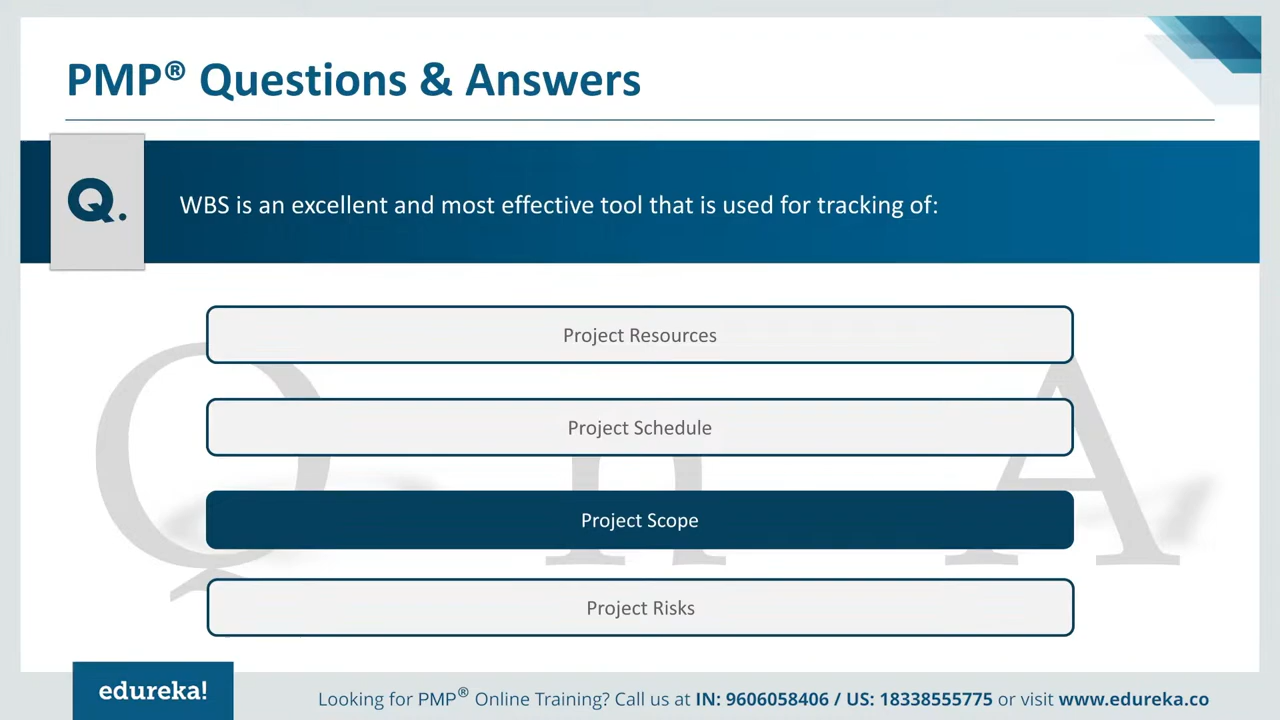 PMP® Questions & Answers
Q.
WBS is an excellent and most effective tool that is used for tracking of:
Project Resources
Project Schedule
Project Scope
Project Risks
Q n A
edureka!
Looking for PMP® Online Training? Call us at IN: 9606058406 / US: 18338555775 or visit www.edureka.co